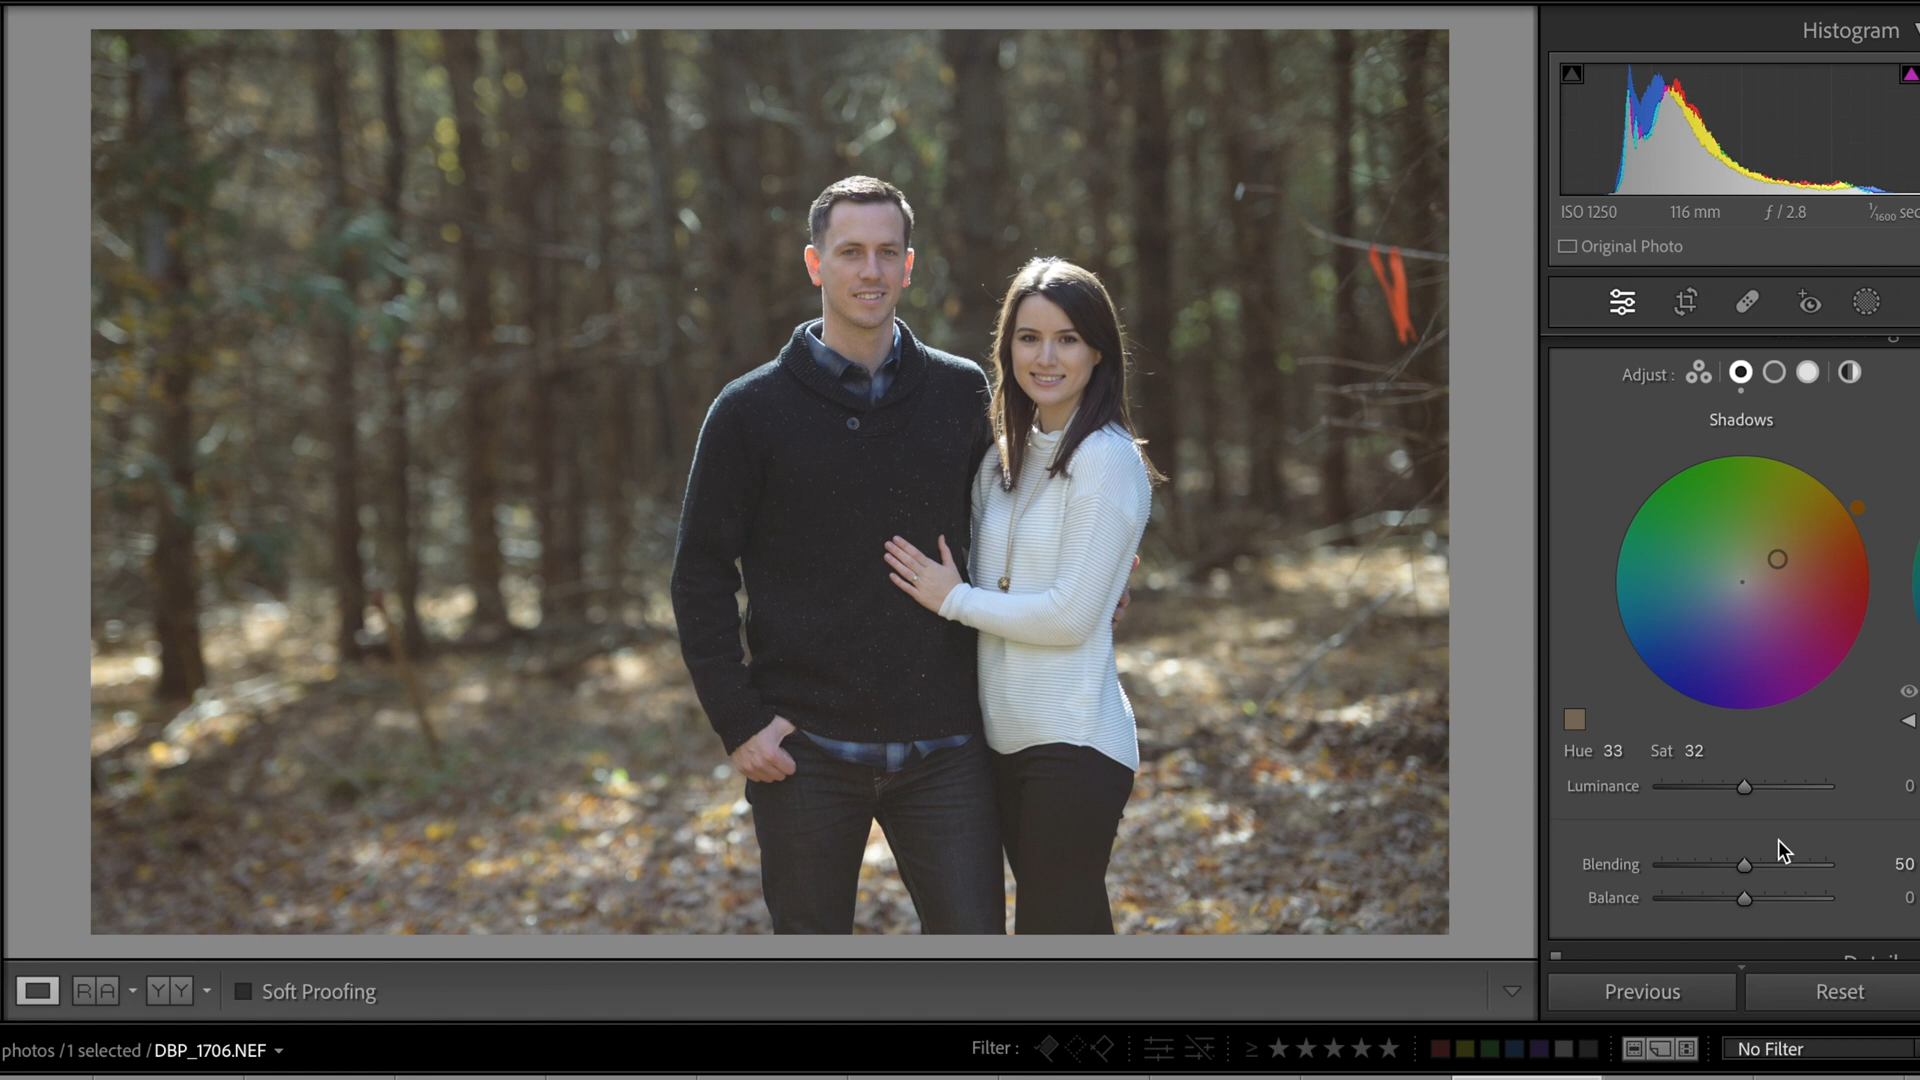 Histogram
ISO 1250 116 mm ƒ / 2.8 1/1600 sec
Original Photo
Adjust :
Shadows
Hue 33 Sat 32
Luminance 0
Blending 50
Balance 0
R A Y Y Soft Proofing
Previous Reset
photos / 1 selected / DBP_1706.NEF
Filter : ≥ ★ ★ ★ ★ ★ No Filter